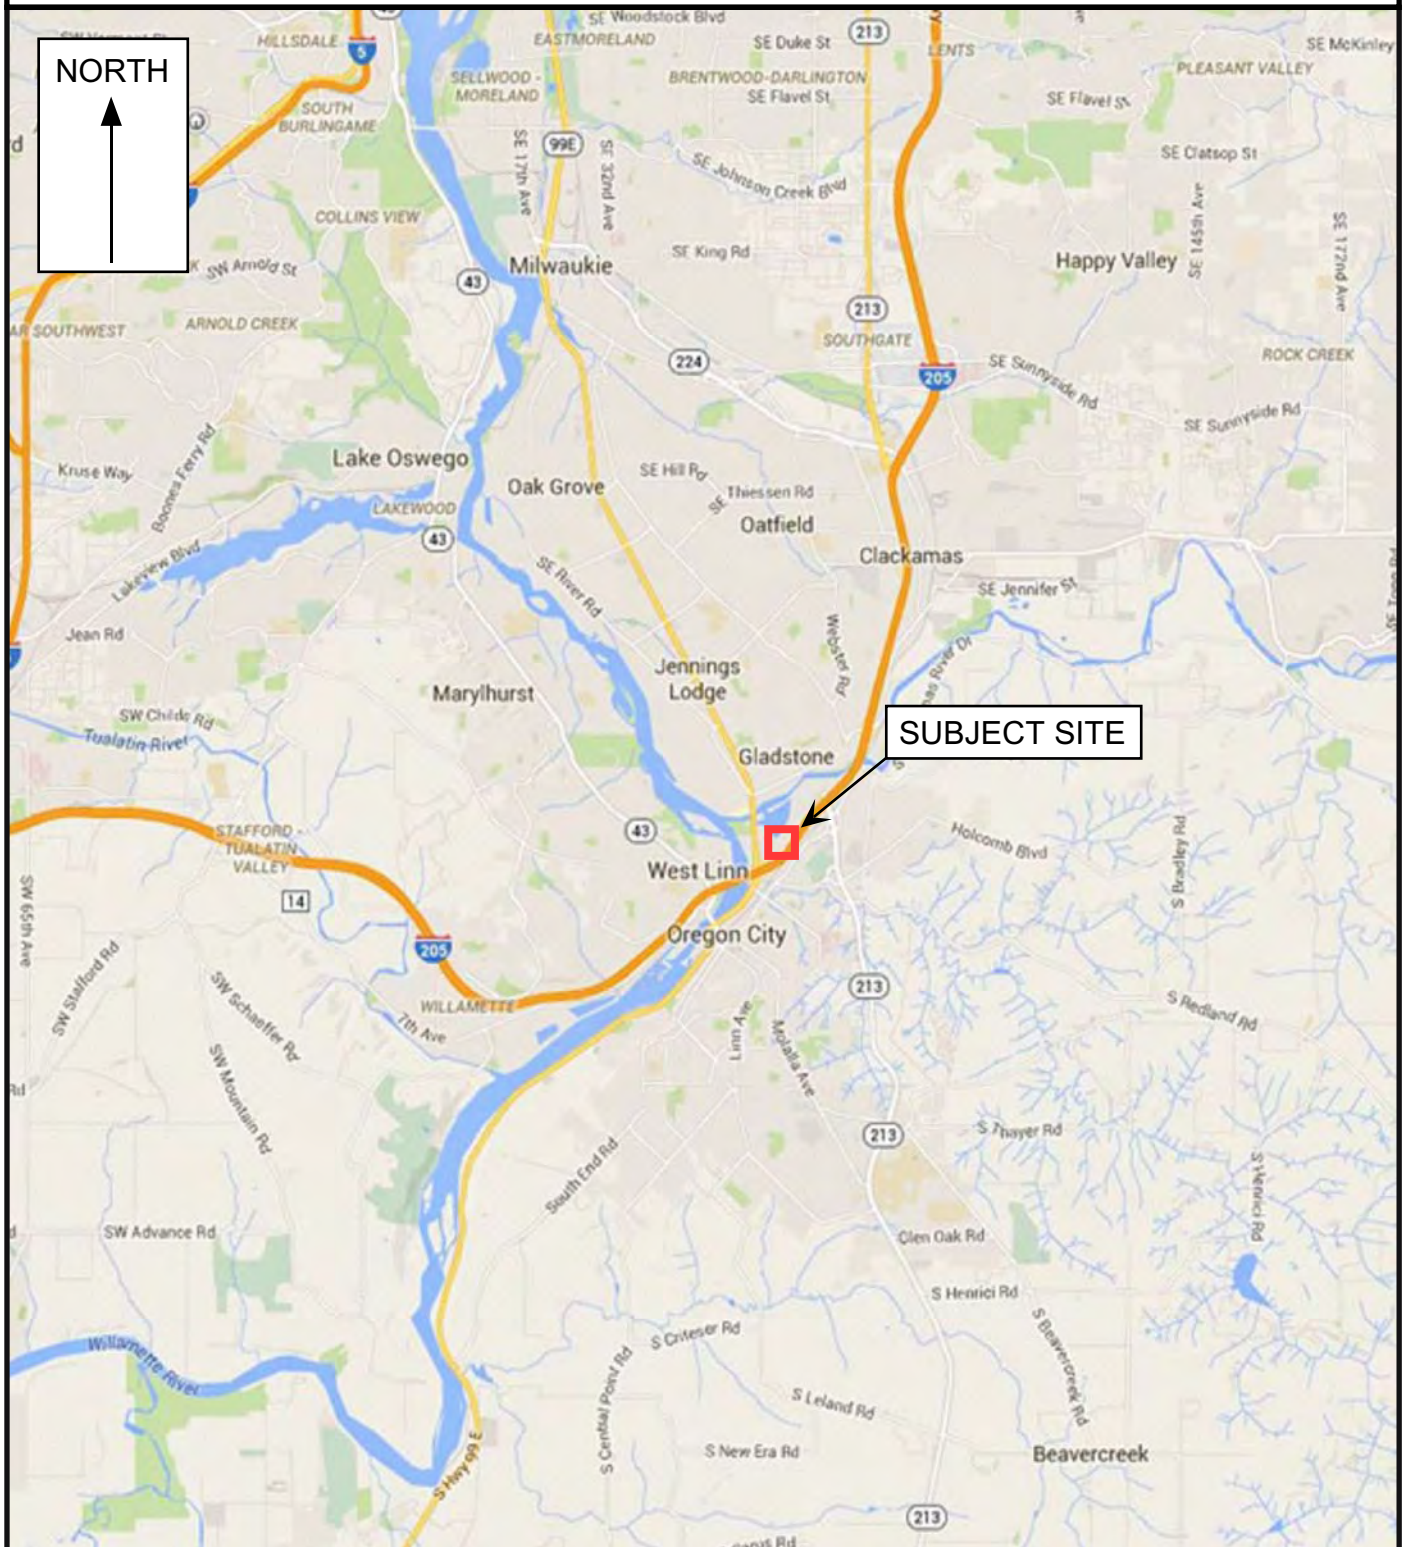 SE Woodstock Blvd
HILLSDALE
5
EASTMORELAND
SE Duke St
213
LENTS
SE McKinley
NORTH
SELLWOOD -
MORELAND
BRENTWOOD-DARLINGTON
SE Flavel St
PLEASANT VALLEY
SE Flavel St
SOUTH
BURLINGAME
99E
SE 17th Ave
SE 32nd Ave
SE Johnson Creek Blvd
SE Clatsop St
SE 145th Ave
SE 172nd Ave
COLLINS VIEW
SW Arnold St
43
Milwaukie
SE King Rd
Happy Valley
AR SOUTHWEST
ARNOLD CREEK
213
SOUTHGATE
224
205
SE Sunnyside Rd
ROCK CREEK
SE Sunnyside Rd
Boones Ferry Rd
Kruse Way
Lake Oswego
Oak Grove
SE Hill Rd
SE Thiessen Rd
LAKEWOOD
43
Oatfield
Lakeview Blvd
Clackamas
SE River Rd
SE Jennifer St
Jean Rd
Webster Rd
Jennings
Lodge
Marylhurst
mas River Dr
SW Childs Rd
Tualatin River
SUBJECT SITE
Gladstone
43
STAFFORD -
TUALATIN
VALLEY
Holcomb Blvd
S Bradley Rd
West Linn
SW 65th Ave
14
205
Oregon City
SW Stafford Rd
SW Schaeffer Rd
WILLAMETTE
7th Ave
213
S Redland Rd
Linn Ave
Molalla Ave
SW Mountain Rd
Rd
213
S Thayer Rd
South End Rd
S Henrici Rd
SW Advance Rd
Glen Oak Rd
S Henrici Rd
Willamette River
S Criteser Rd
S Beavercreek Rd
S Central Point Rd
S Leland Rd
S Hwy 99 E
S New Era Rd
Beavercreek
213